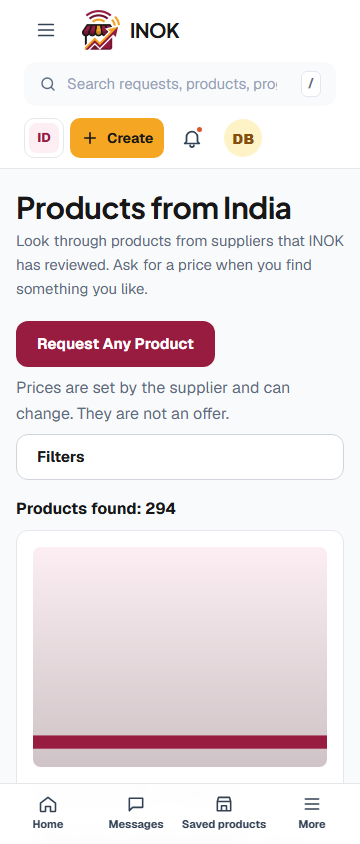 INOK
Search requests, products, pro
/
ID
Create
DB
Products from India
Look through products from suppliers that INOK
has reviewed. Ask for a price when you find
something you like.
Request Any Product
Prices are set by the supplier and can
change. They are not an offer.
Filters
Products found: 294
Home
Messages
Saved products
More